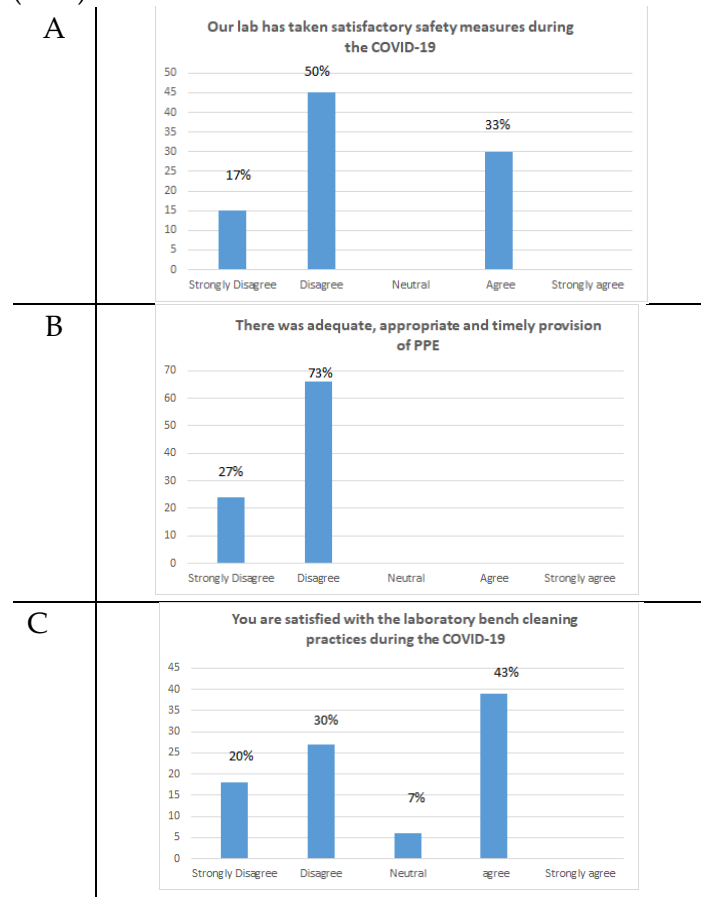 A
Our lab has taken satisfactory safety measures during
the COVID-19
50
45
40
35
30
25
20
15
10
5
0
17%
50%
33%
Strongly Disagree
Disagree
Neutral
Agree
Strongly agree
B
There was adequate, appropriate and timely provision
of PPE
70
60
50
40
30
20
10
0
27%
73%
Strongly Disagree
Disagree
Neutral
Agree
Strongly agree
C
You are satisfied with the laboratory bench cleaning
practices during the COVID-19
45
40
35
30
25
20
15
10
5
0
20%
30%
7%
43%
Strongly Disagree
Disagree
Neutral
agree
Strongly agree